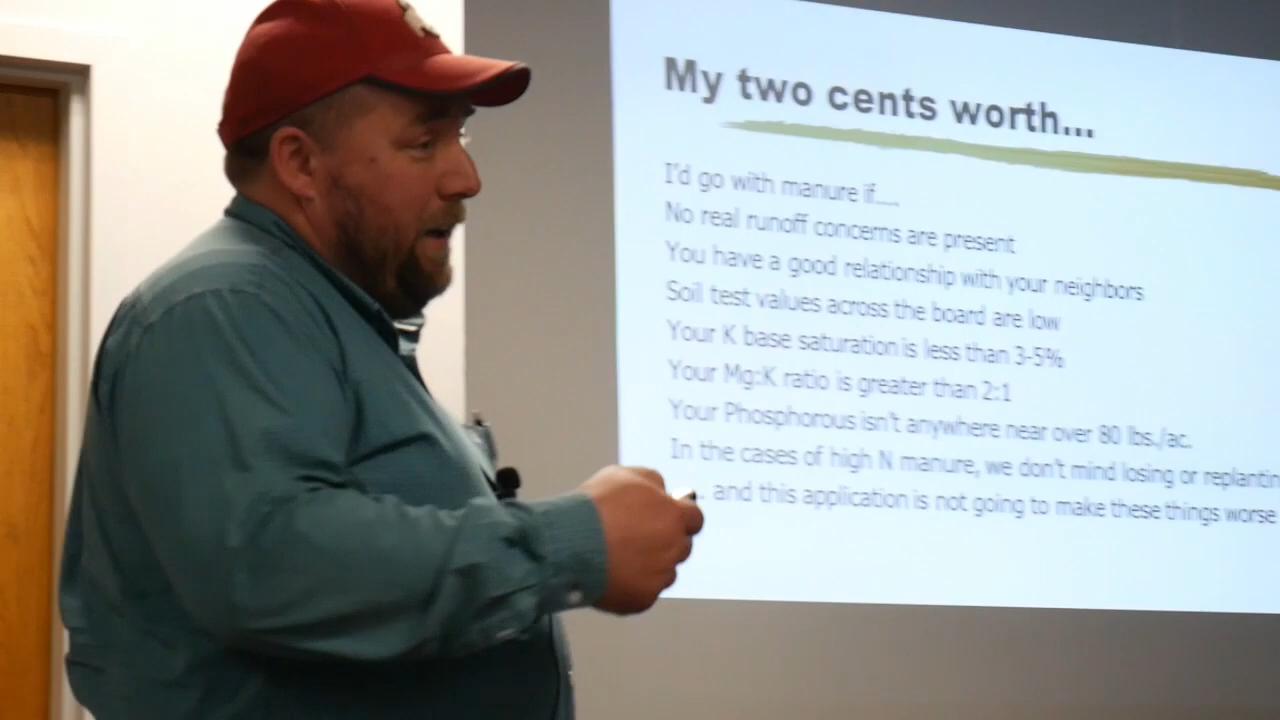 My two cents worth...
I'd go with manure if....
No real runoff concerns are present
You have a good relationship with your neighbors
Soil test values across the board are low
Your K base saturation is less than 3-5%
Your Mg:K ratio is greater than 2:1
Your Phosphorous isn't anywhere near over 80 lbs./ac.
In the cases of high N manure, we don't mind losing or replantin
. and this application is not going to make these things worse